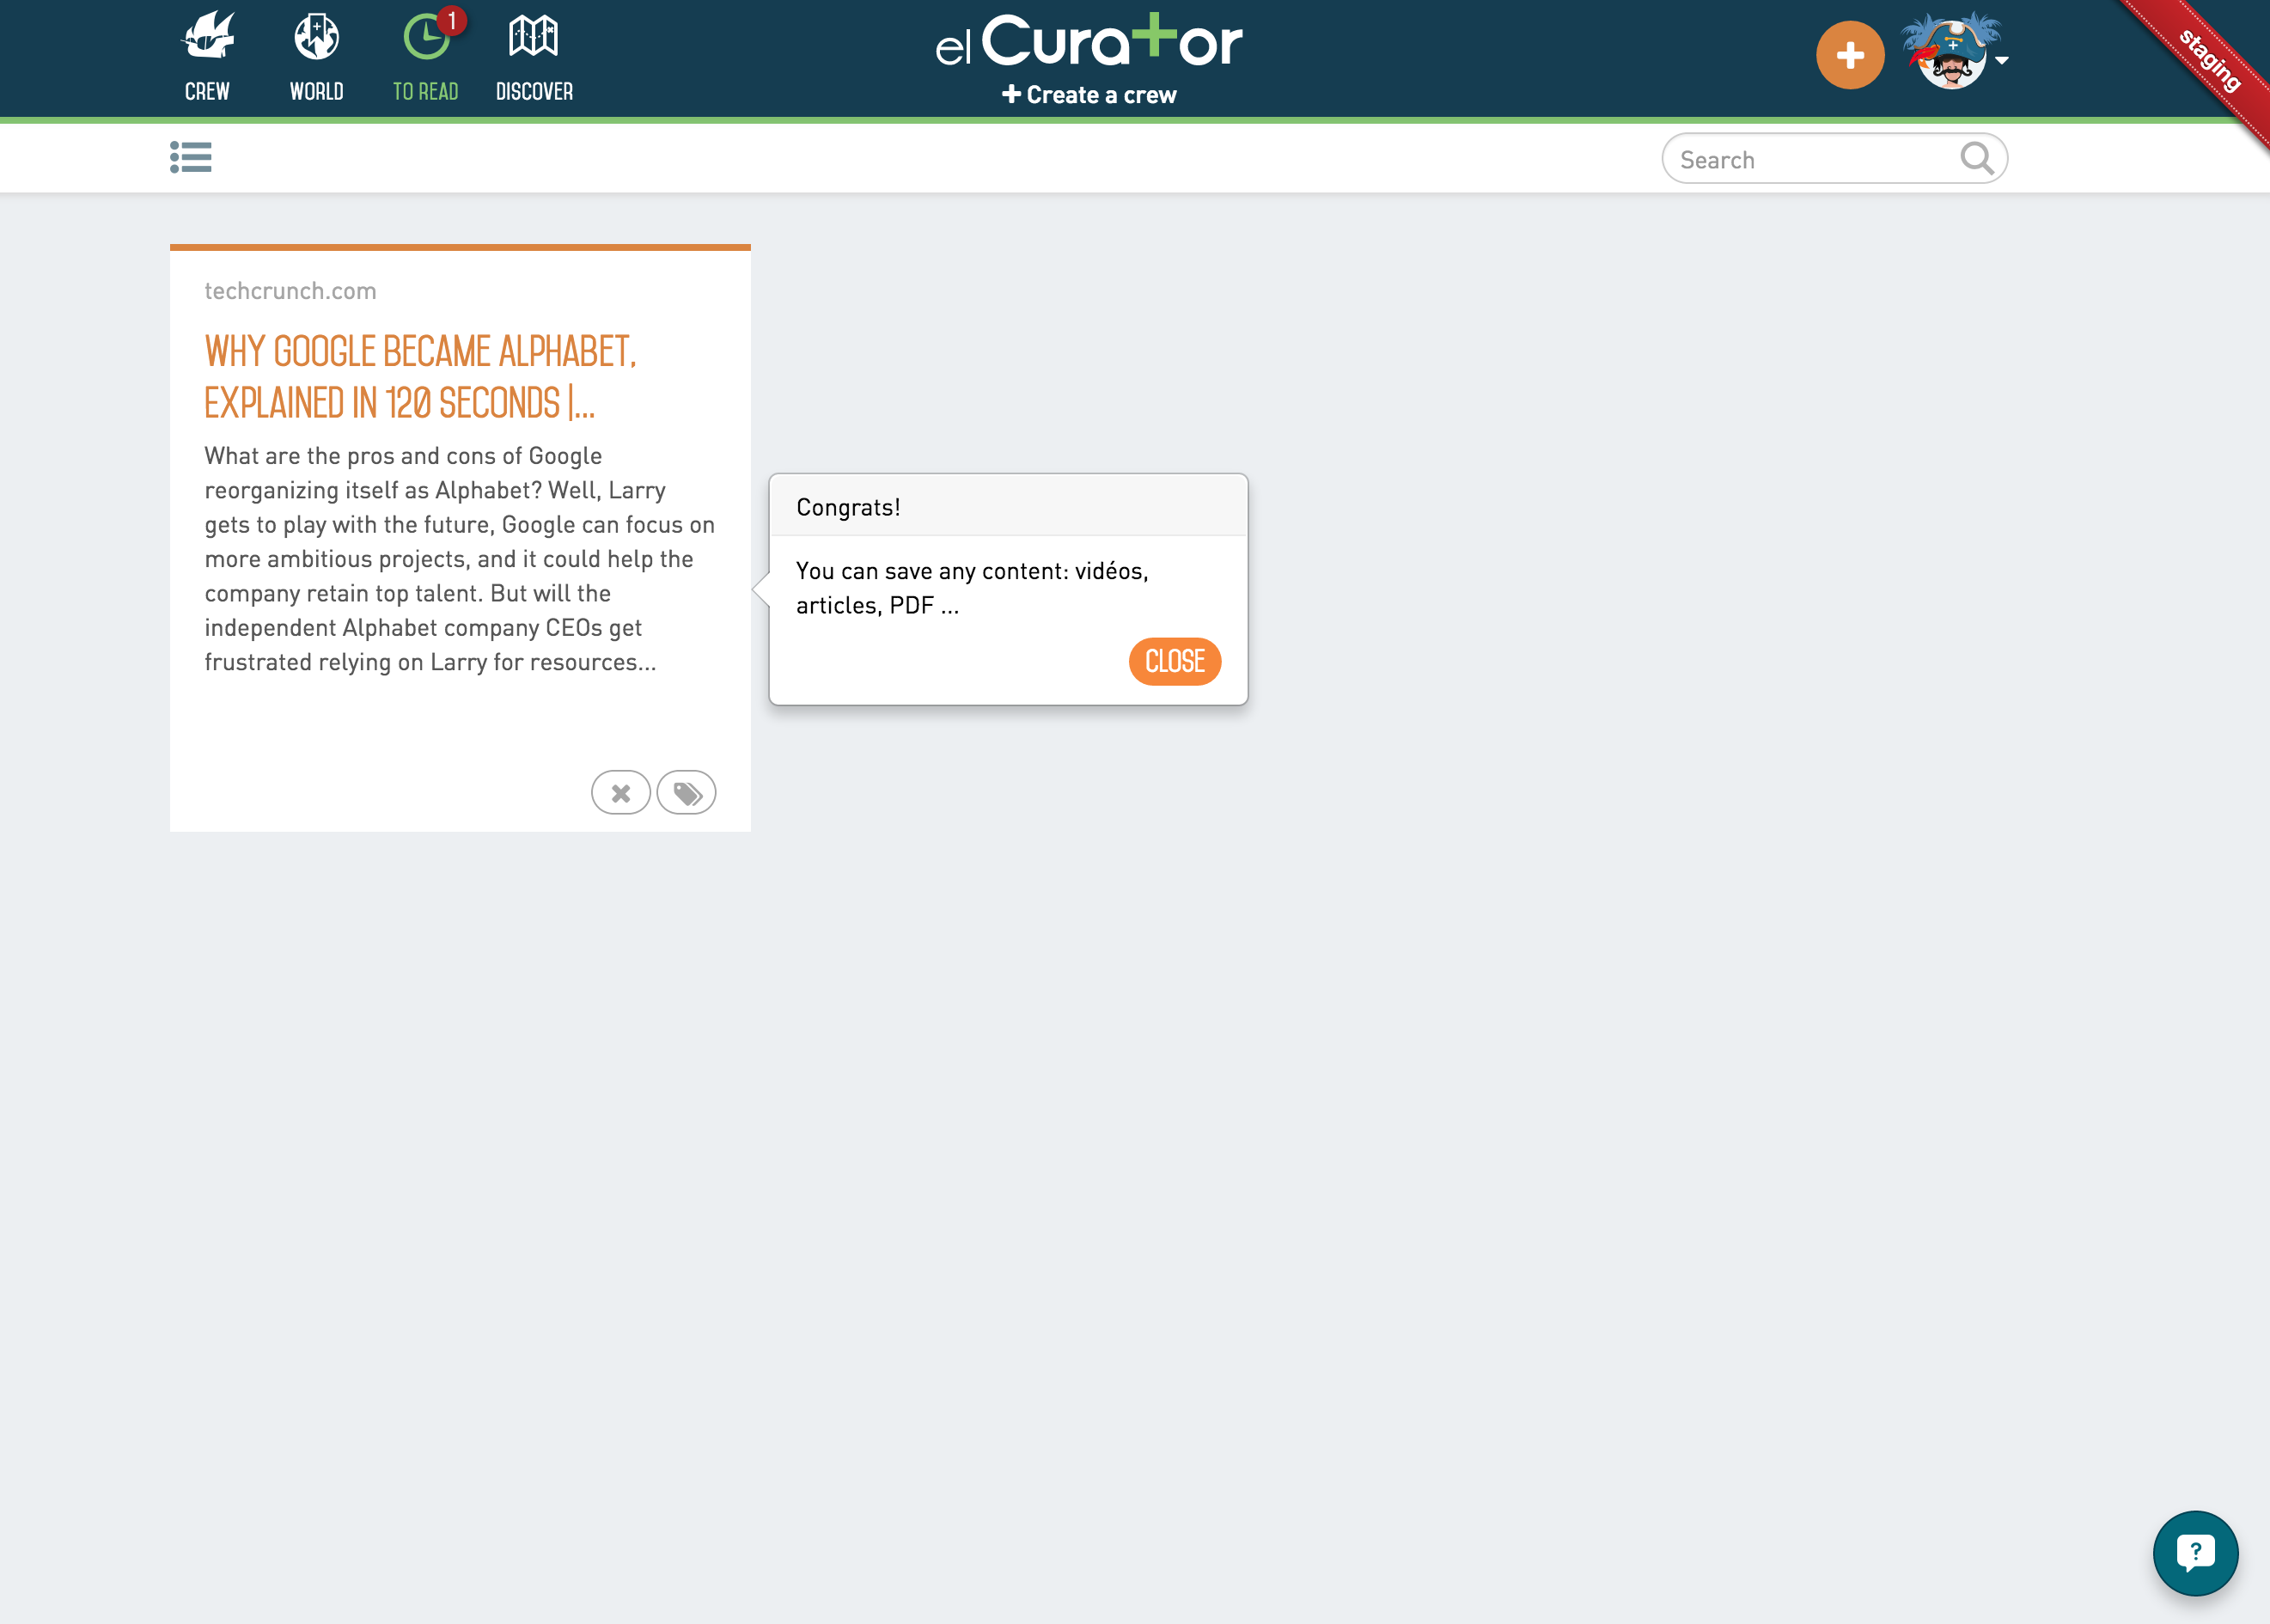 CREW
WORLD
1
TO READ
DISCOVER
el Curator
Create a crew
staging
Search
techcrunch.com
WHY GOOGLE BECAME ALPHABET,
EXPLAINED IN 120 SECONDS |...
What are the pros and cons of Google
reorganizing itself as Alphabet? Well, Larry
gets to play with the future, Google can focus on
more ambitious projects, and it could help the
company retain top talent. But will the
independent Alphabet company CEOs get
frustrated relying on Larry for resources...
Congrats!
You can save any content: vidéos,
articles, PDF ...
CLOSE
?